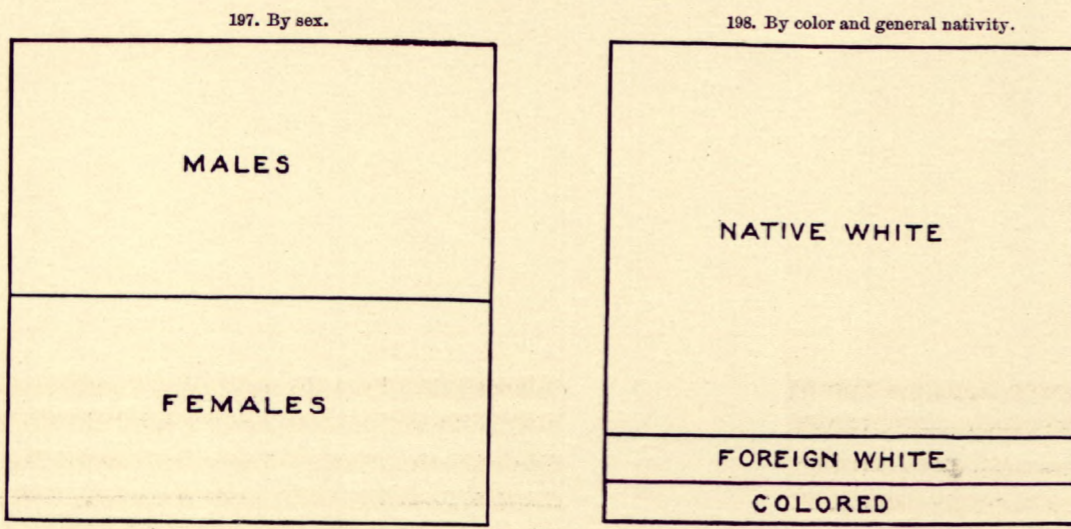 197. By sex.
MALES
FEMALES
198. By color and general nativity.
NATIVE WHITE
FOREIGN WHITE
COLORED